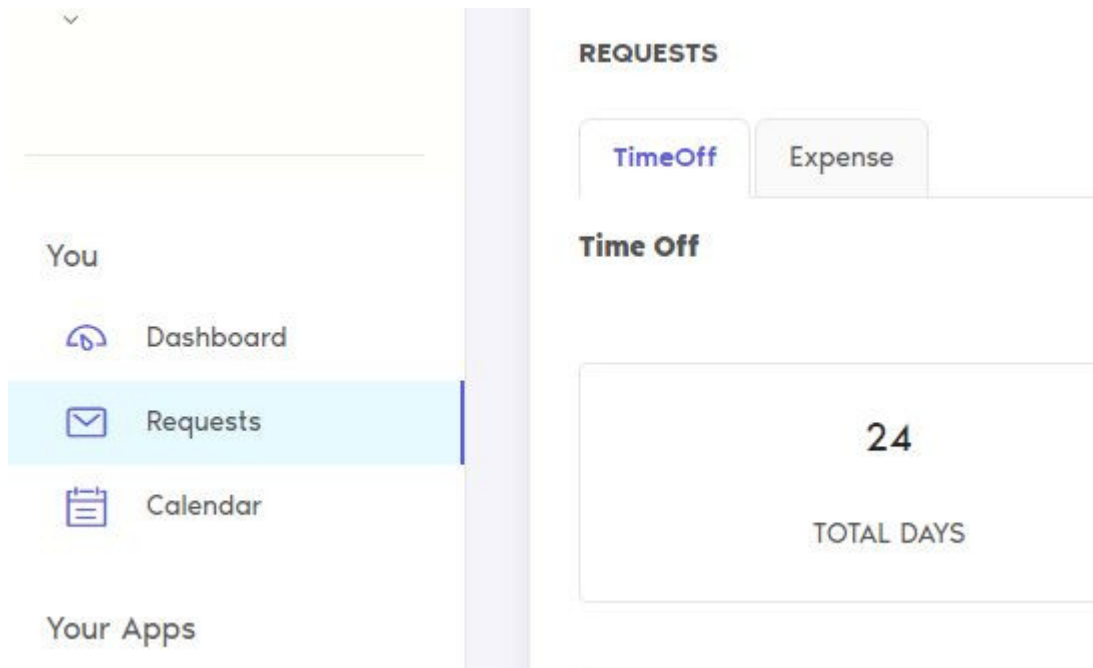 You
Dashboard
Requests
Calendar
Your Apps
REQUESTS
TimeOff
Expense
Time Off
24
TOTAL DAYS